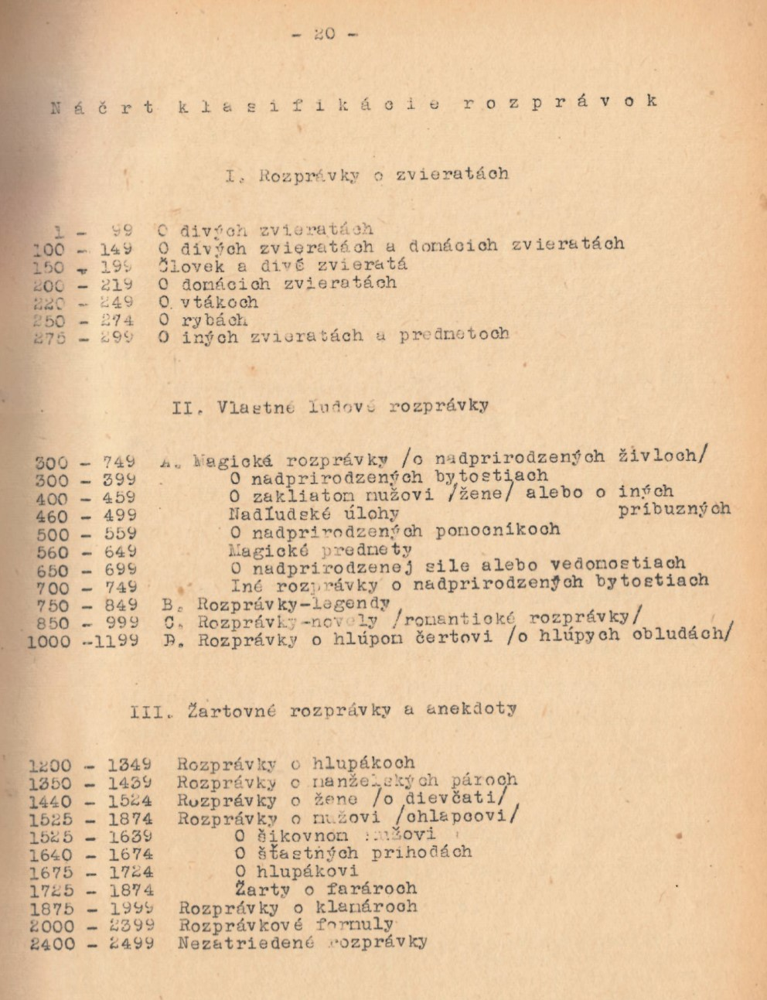 - 20 -
Náčrt klasifikácie rozprávok
I. Rozprávky o zvieratách
1 - 99 O divých zvieratách
100 - 149 O divých zvieratách a domácich zvieratách
150 - 199 Človek a divé zvieratá
200 - 219 O domácich zvieratách
220 - 249 O vtákoch
250 - 274 O rybách
275 - 299 O iných zvieratách a predmetoch
II. Vlastné ľudové rozprávky
300 - 749 A. Magické rozprávky /o nadprirodzených živloch/
300 - 399 O nadprirodzených bytostiach
400 - 459 O zakliatom mužovi /žene/ alebo o iných
príbuzných
460 - 499 Nadľudské úlohy
500 - 559 O nadprirodzených pomocníkoch
560 - 649 Magické predmety
650 - 699 O nadprirodzenej sile alebo vedomostiach
700 - 749 Iné rozprávky o nadprirodzených bytostiach
750 - 849 B. Rozprávky-legendy
850 - 999 C. Rozprávky-novely /romantické rozprávky/
1000 - 1199 D. Rozprávky o hlúpom čertovi /o hlúpych obludách/
III. Žartovné rozprávky a anekdoty
1200 - 1349 Rozprávky o hlupákoch
1350 - 1439 Rozprávky o manželských pároch
1440 - 1524 Rozprávky o žene /o dievčati/
1525 - 1874 Rozprávky o mužovi /chlapcovi/
1525 - 1639 O šikovnom mužovi
1640 - 1674 O šťastných príhodách
1675 - 1724 O hlupákovi
1725 - 1874 Žarty o farároch
1875 - 1999 Rozprávky o klamároch
2000 - 2399 Rozprávkové formuly
2400 - 2499 Nezatriedené rozprávky